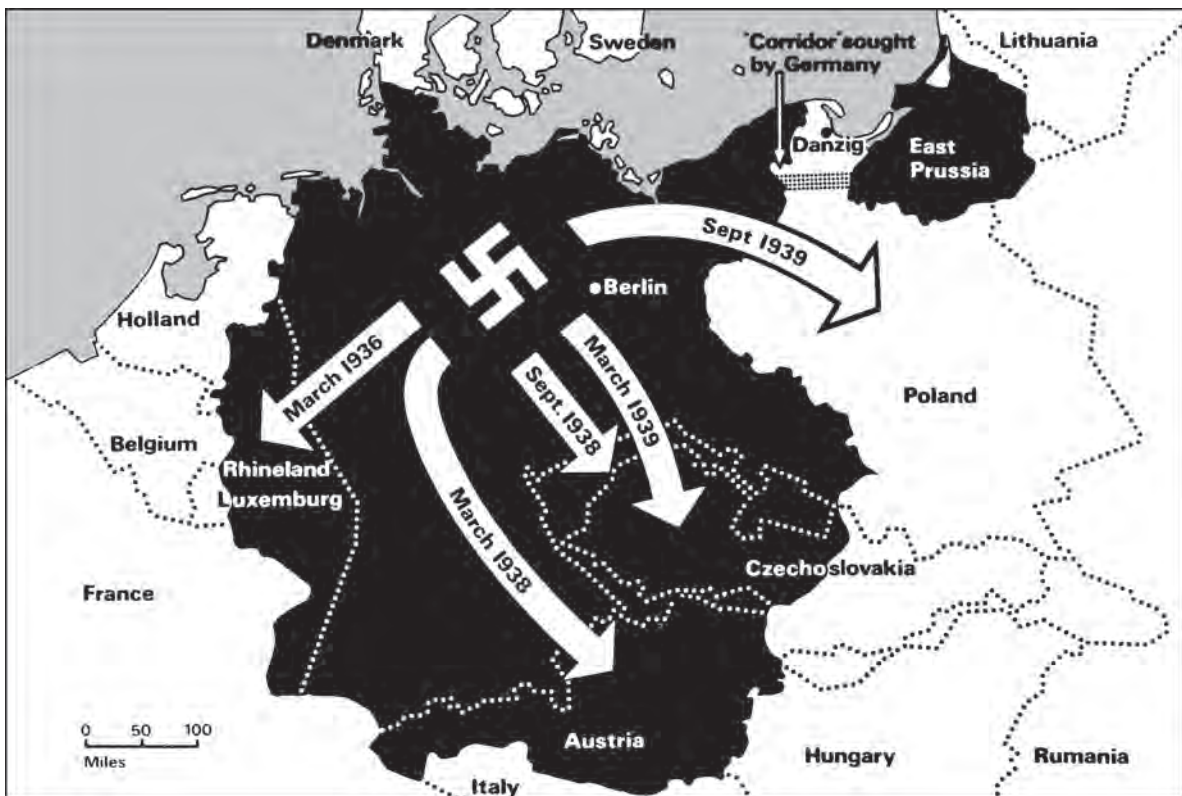 Denmark
Sweden
'Corridor' sought
by Germany
Lithuania
Danzig
East
Prussia
Sept 1939
Berlin
Holland
March 1936
Sept. 1938
March 1939
Poland
Belgium
Rhineland
Luxemburg
March 1938
Czechoslovakia
France
0 50 100
Miles
Austria
Italy
Hungary
Rumania